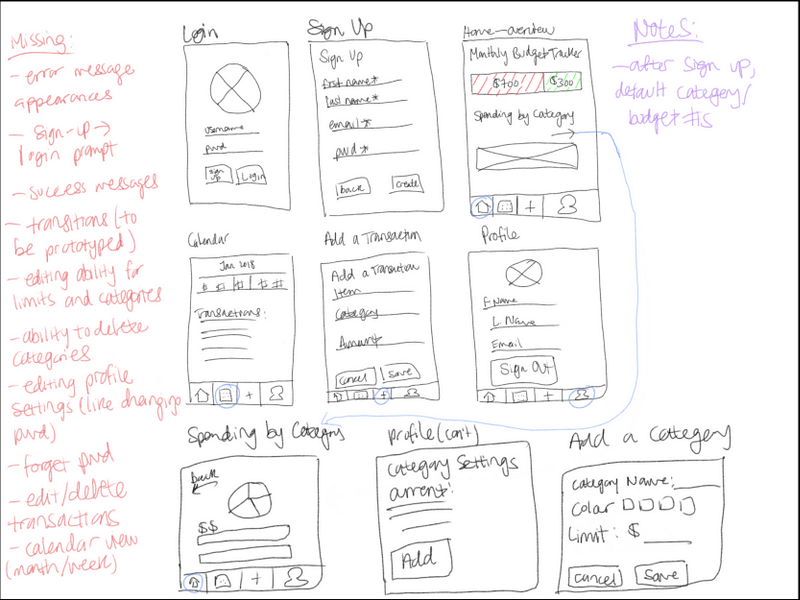 Missing:
- error message
appearances
- Sign-up →
login prompt
- success messages
- transitions (to
be prototyped)
- editing ability for
limits and categories
- ability to delete
categories
- editing profile
settings (like changing
pwd)
- forget pwd
- edit/delete
transactions
- calendar view
(month/week)
Login
username
pwd
sign up
Login
Sign Up
Sign Up
first name*
last name*
email *
pwd *
back
create
Home-overview
Monthly Budget Tracker
$700
$300
Spending by Category
+
Notes:
- after sign up,
default category/
budget #s
Calendar
Jan 2018
Transactions:
+
Add a Transaction
Add a Transaction
Item
Category
Amount
Cancel
Save
+
Profile
F. Name
L. Name
Email
Sign Out
+
Spending by Category
back
$$
+
Profile (con't)
Category Settings
current:
Add
Add a Category
Category Name:
Color
Limit: $
Cancel
Save